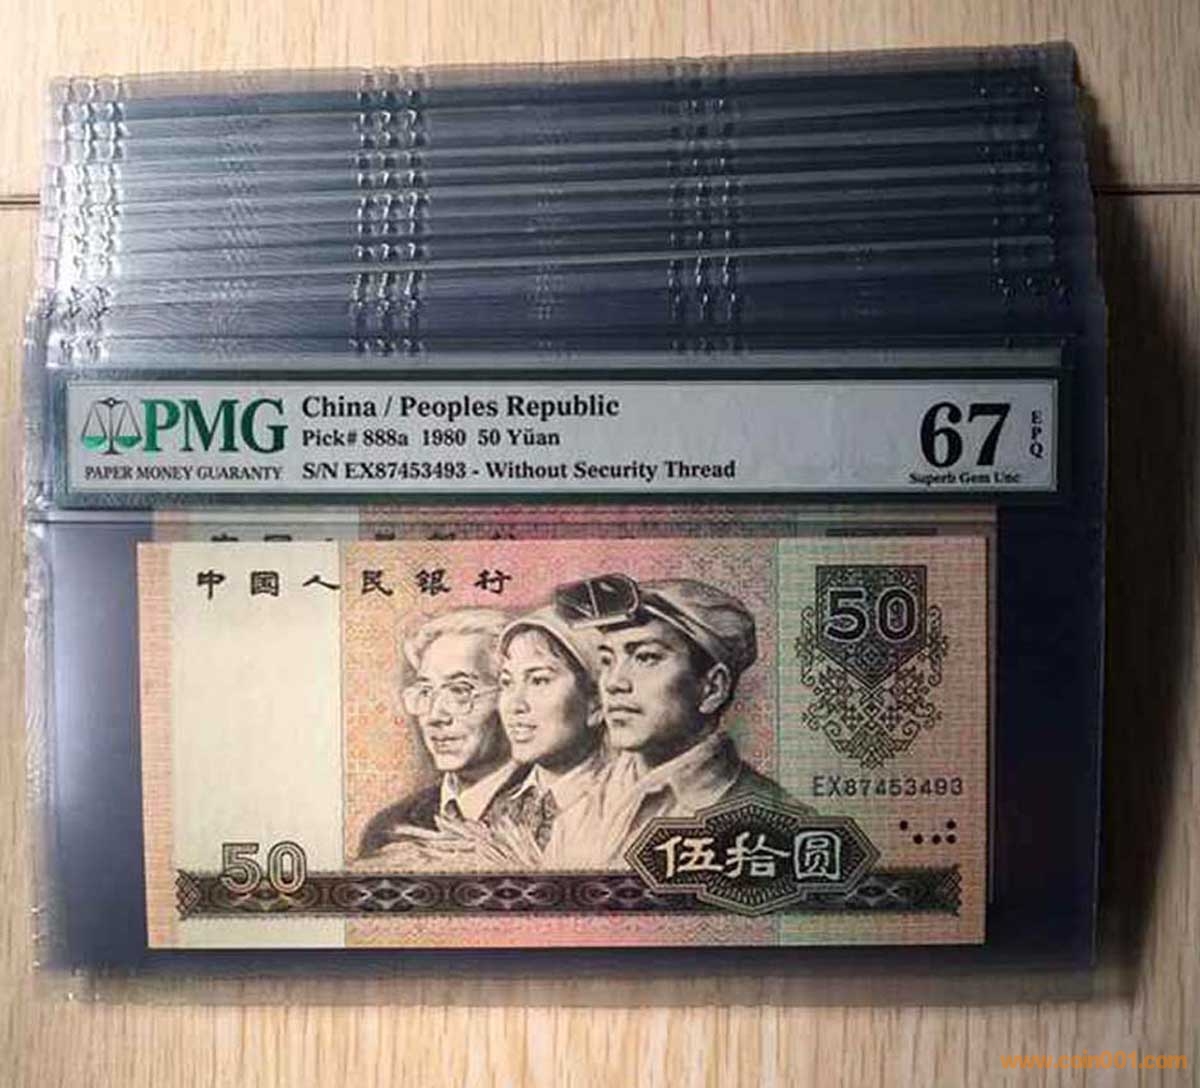 PMG
PAPER MONEY GUARANTY
China / Peoples Republic
Pick# 888a 1980 50 Yüan
S/N EX87453493 - Without Security Thread
67
EPQ
Superb Gem Unc
中国人民银行
50
EX87453493
50
伍拾圆
www.coin001.com